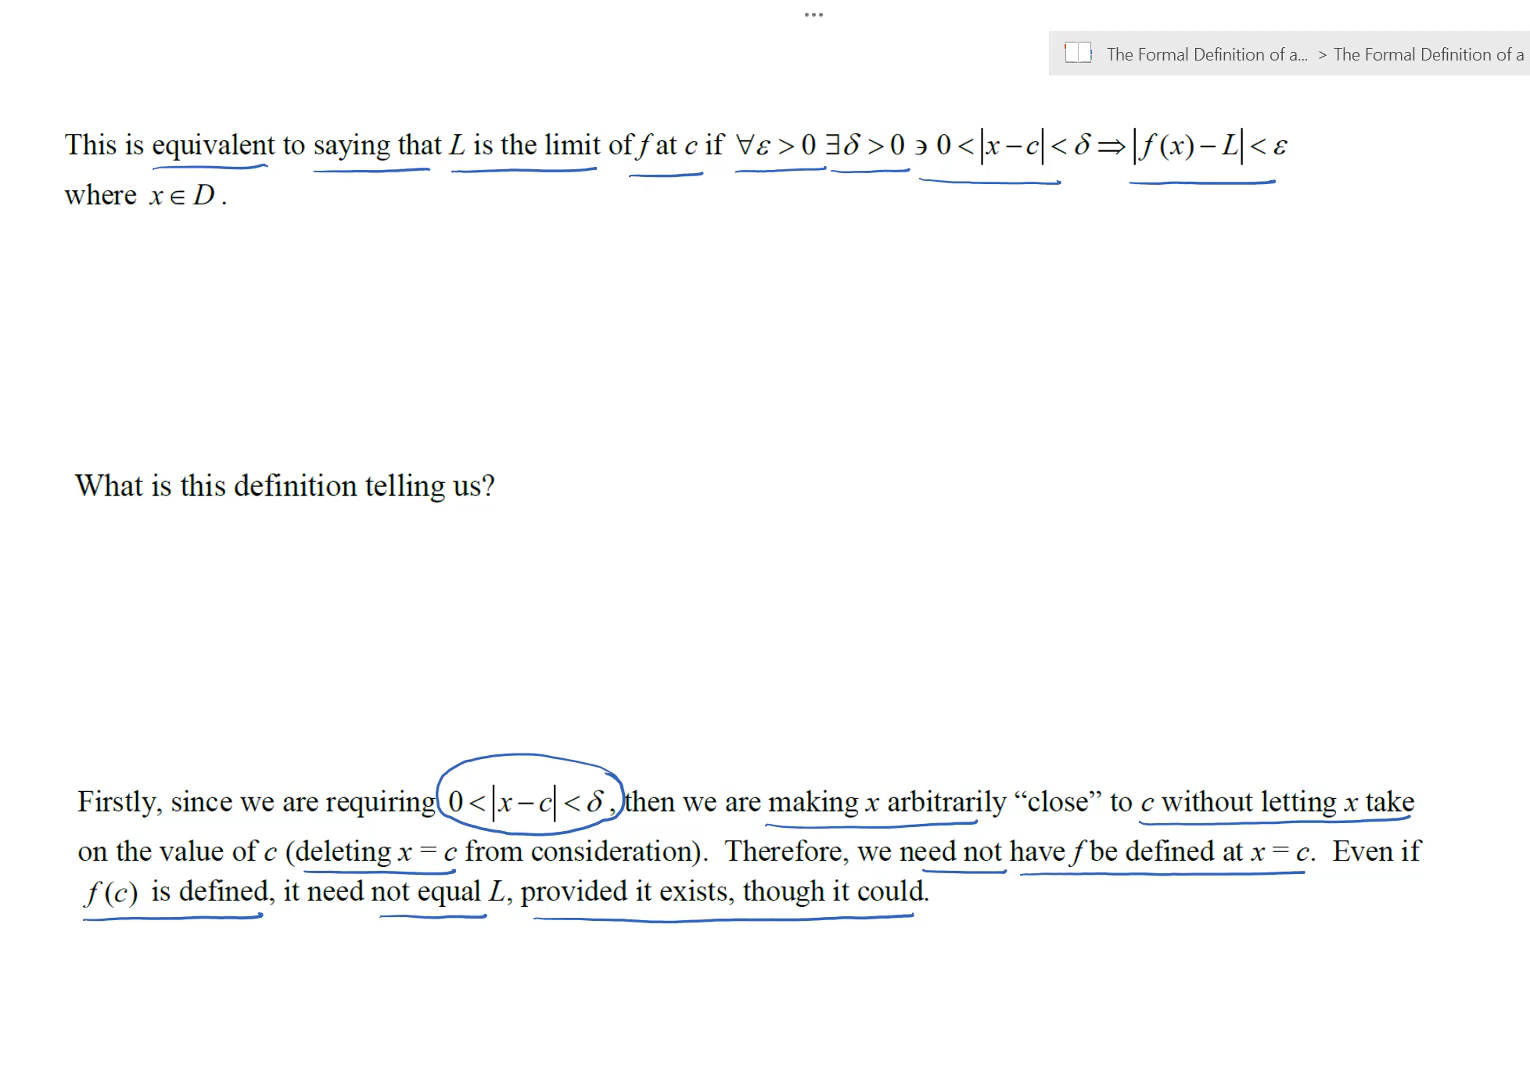 ...
The Formal Definition of a... > The Formal Definition of a
This is equivalent to saying that L is the limit of f at c if ∀ε > 0 ∃δ > 0 ∍ 0 < |x − c| < δ ⇒ |f(x) − L| < ε
where x ∈ D.
What is this definition telling us?
Firstly, since we are requiring 0 < |x − c| < δ, then we are making x arbitrarily “close” to c without letting x take
on the value of c (deleting x = c from consideration). Therefore, we need not have f be defined at x = c. Even if
f(c) is defined, it need not equal L, provided it exists, though it could.